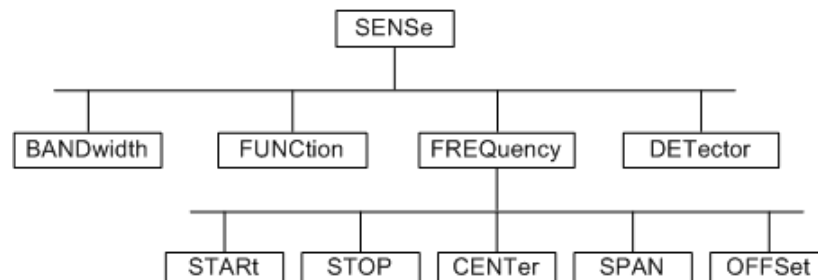 SENSe
BANDwidth FUNCtion FREQuency DETector
STARt STOP CENTer SPAN OFFSet